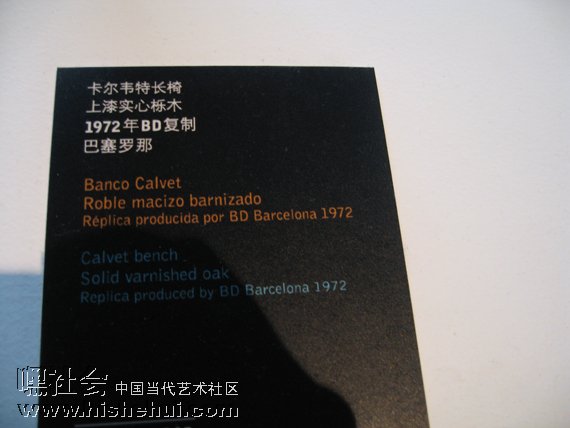 卡尔韦特长椅
上漆实心栎木
1972年BD复制
巴塞罗那
Banco Calvet
Roble macizo barnizado
Réplica producida por BD Barcelona 1972
Calvet bench
Solid varnished oak
Replica produced by BD Barcelona 1972
嘿社会 中国当代艺术社区
www.hishehui.com